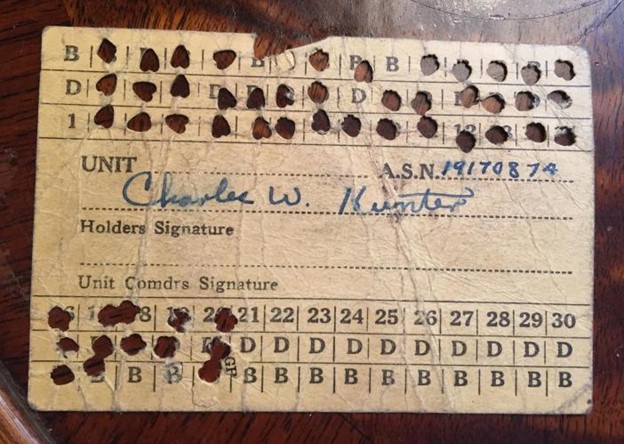 B B B B
D D
1
UNIT A.S.N. 19170874
Charles W. Hunter
Holders Signature
Unit Comdrs Signature
21 22 23 24 25 26 27 28 29 30
D D D D D D D D D D
B B B B B B B B B B B B